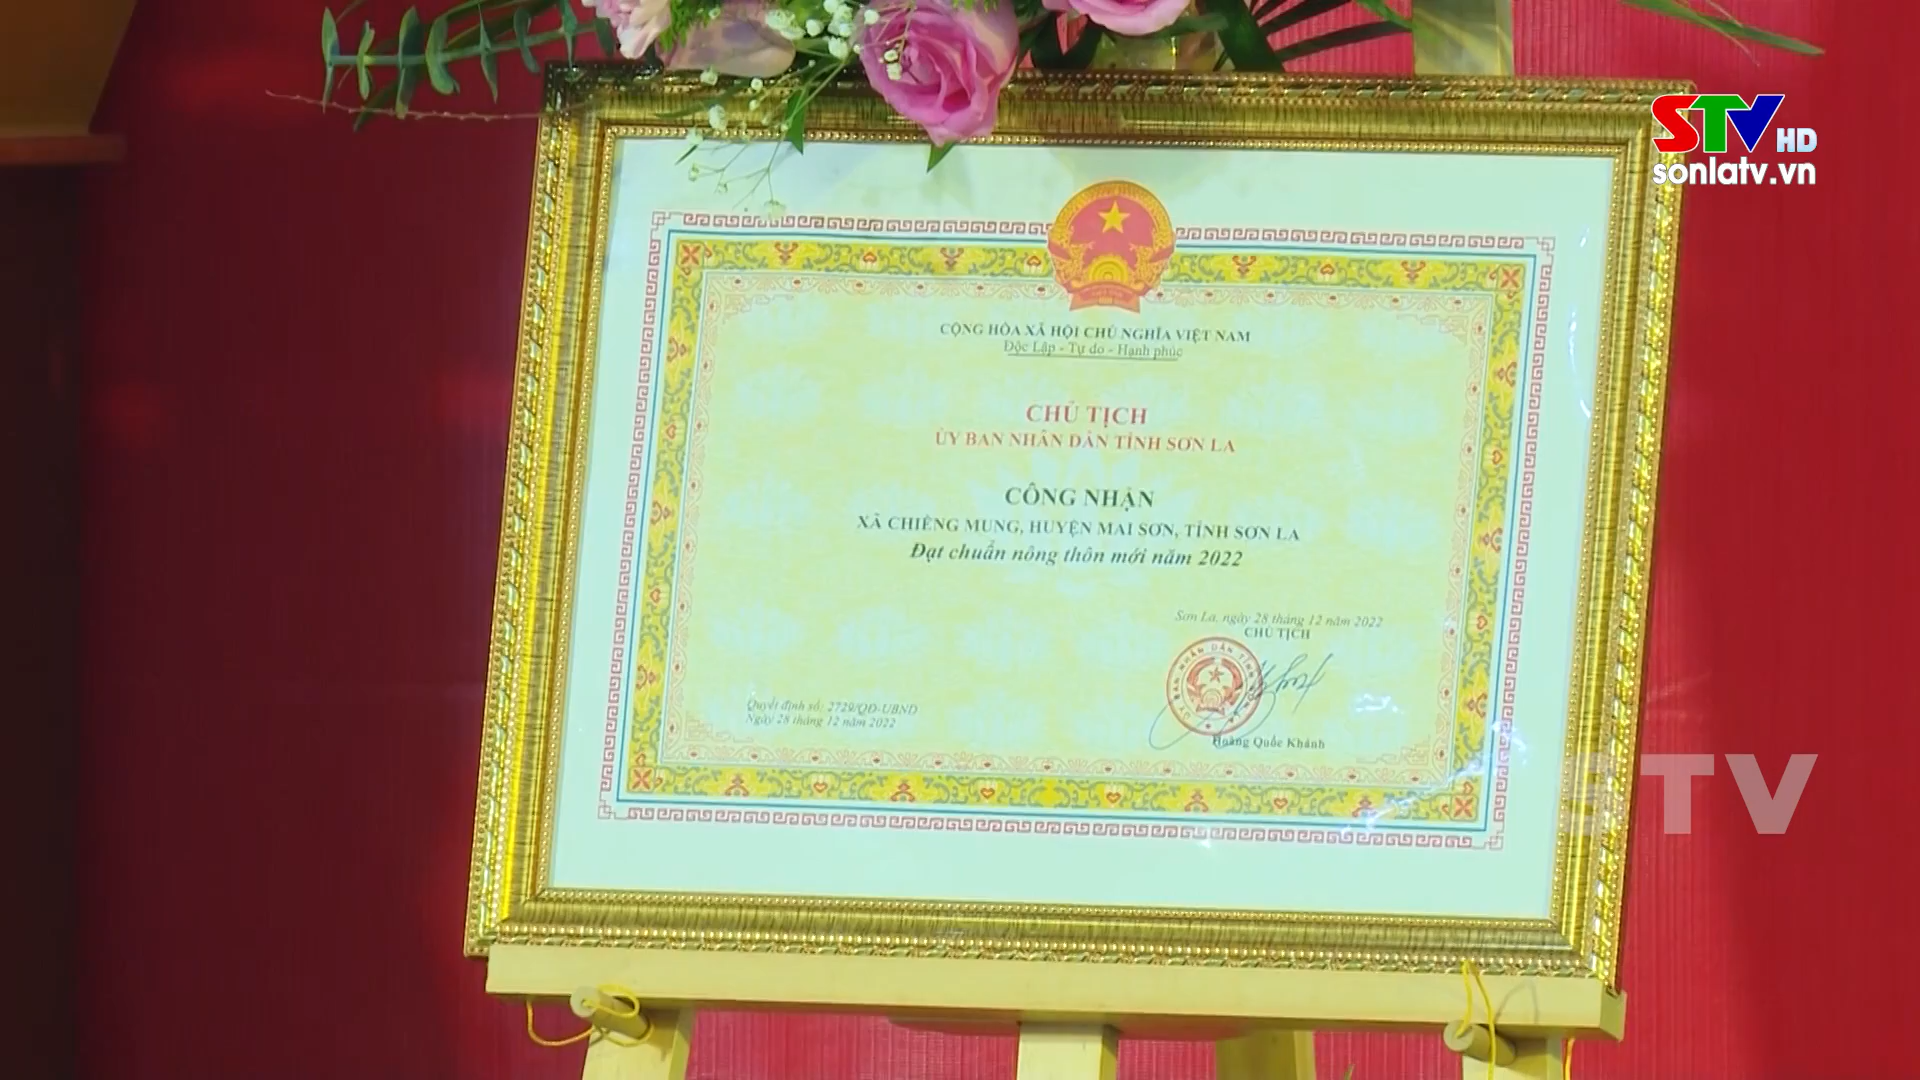 STV HD
sonlatv.vn
CỘNG HÒA XÃ HỘI CHỦ NGHĨA VIỆT NAM
Độc Lập - Tự do - Hạnh phúc
CHỦ TỊCH
ỦY BAN NHÂN DÂN TỈNH SƠN LA
CÔNG NHẬN
XÃ CHIỀNG MUNG, HUYỆN MAI SƠN, TỈNH SƠN LA
Đạt chuẩn nông thôn mới năm 2022
Sơn La, ngày 28 tháng 12 năm 2022
CHỦ TỊCH
Quyết định số: 2729/QĐ-UBND
Ngày 28 tháng 12 năm 2022
Hoàng Quốc Khánh
STV